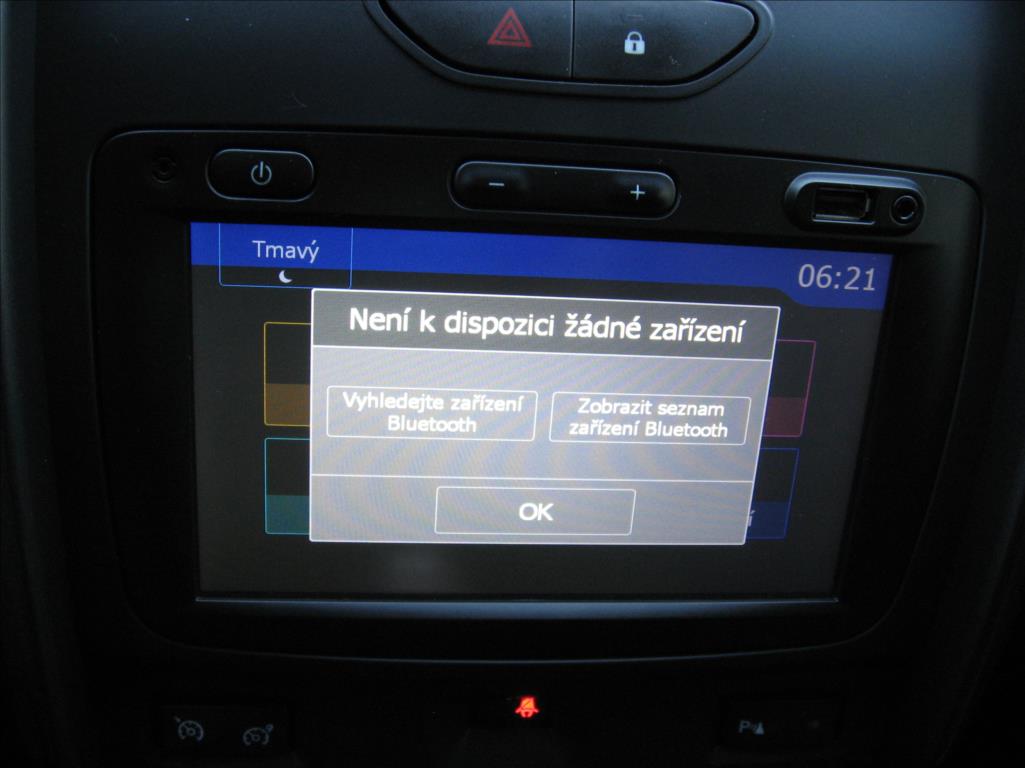 Tmavý
06:21
Není k dispozici žádné zařízení
Vyhledejte zařízení
Bluetooth
Zobrazit seznam
zařízení Bluetooth
OK
í
P